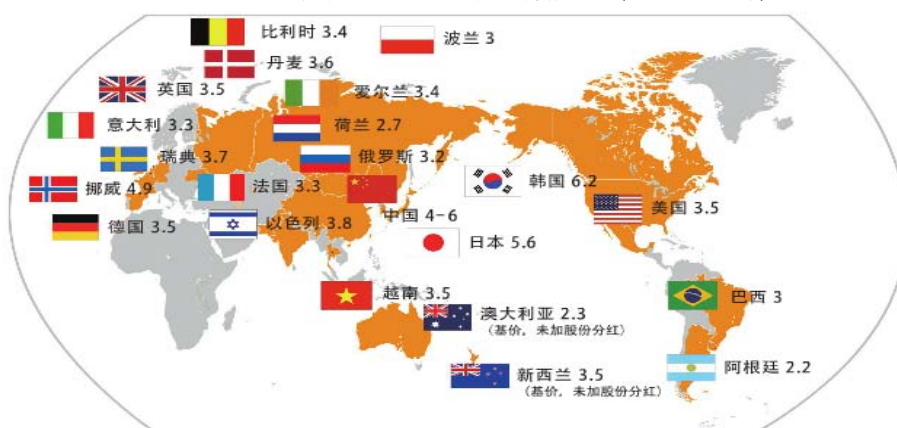 比利时 3.4
波兰 3
丹麦 3.6
英国 3.5
爱尔兰 3.4
意大利 3.3
荷兰 2.7
瑞典 3.7
俄罗斯 3.2
挪威 4.9
法国 3.3
韩国 6.2
美国 3.5
中国 4-6
德国 3.5
以色列 3.8
日本 5.6
越南 3.5
巴西 3
澳大利亚 2.3
(基价,未加股份分红)
新西兰 3.5
(基价,未加股份分红)
阿根廷 2.2